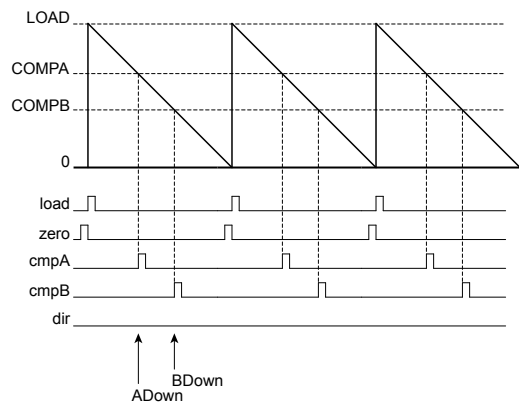 LOAD
COMPA
COMPB
0
load
zero
cmpA
cmpB
dir
BDown
ADown